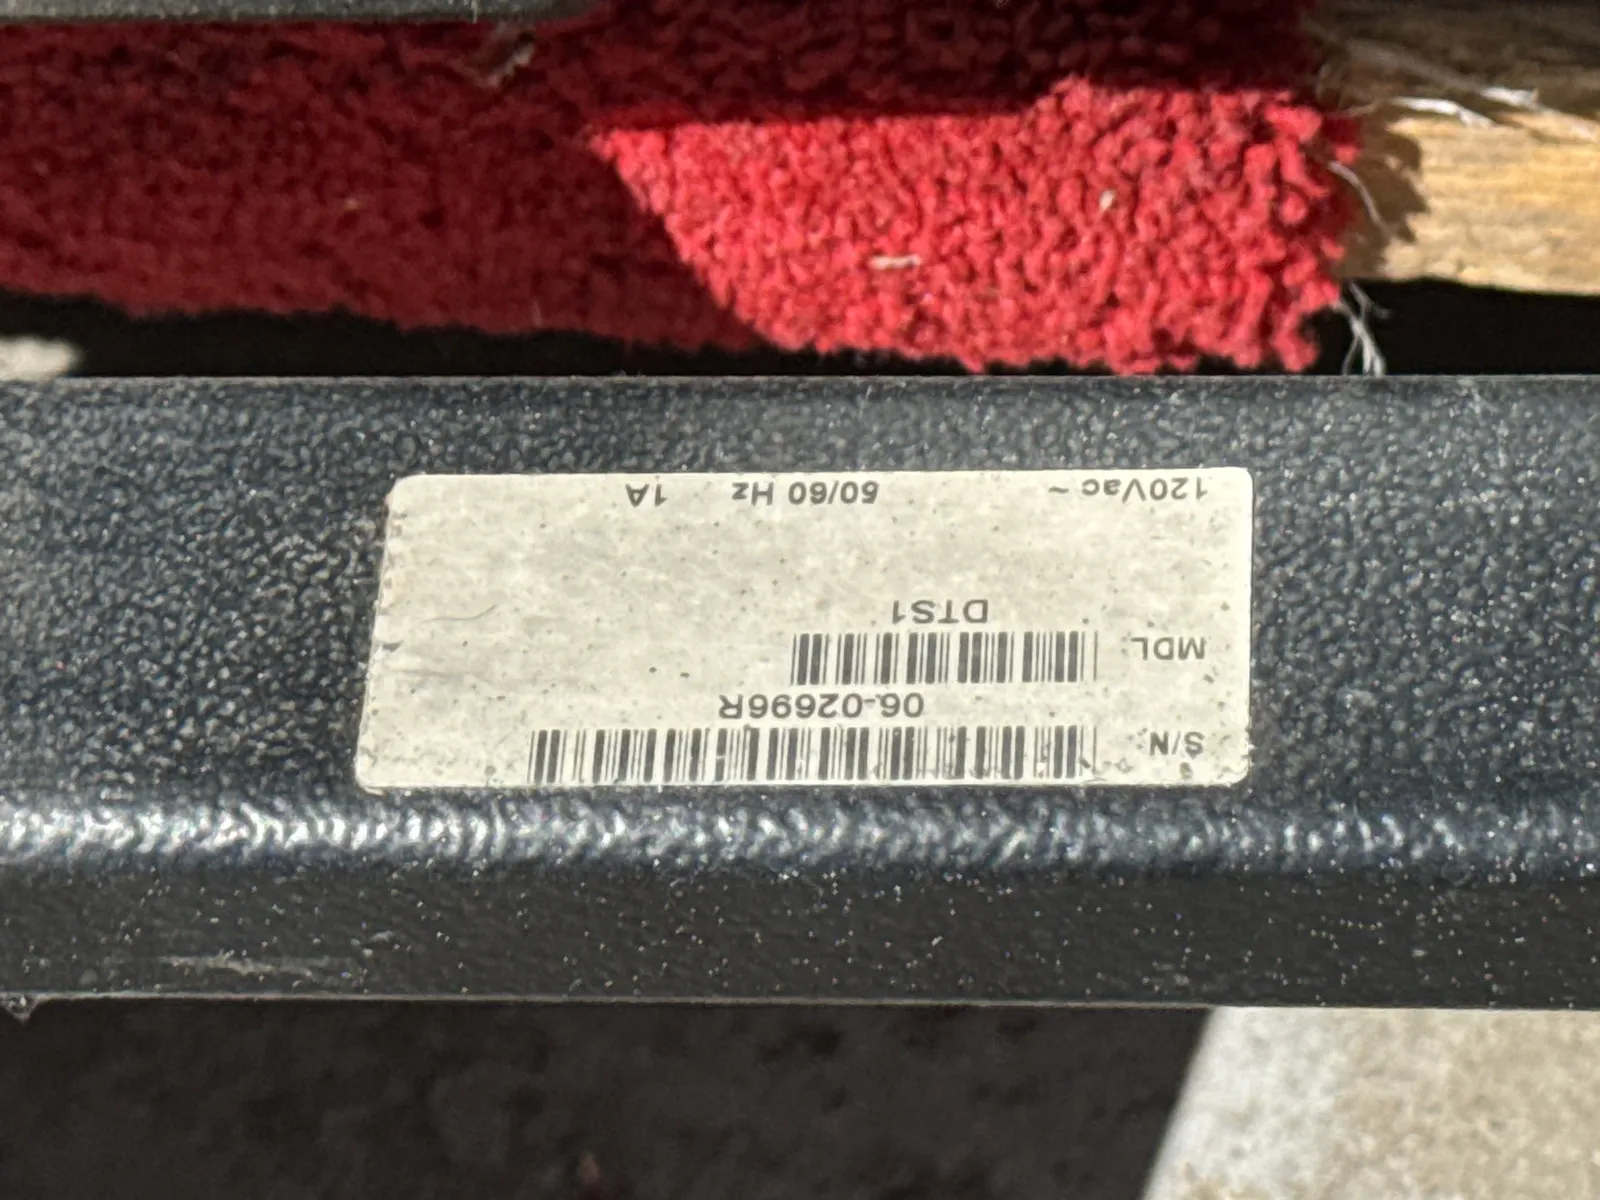 S/N:
06-02696R
MDL:
DTS1
120Vac ~ 50/60 Hz 1A